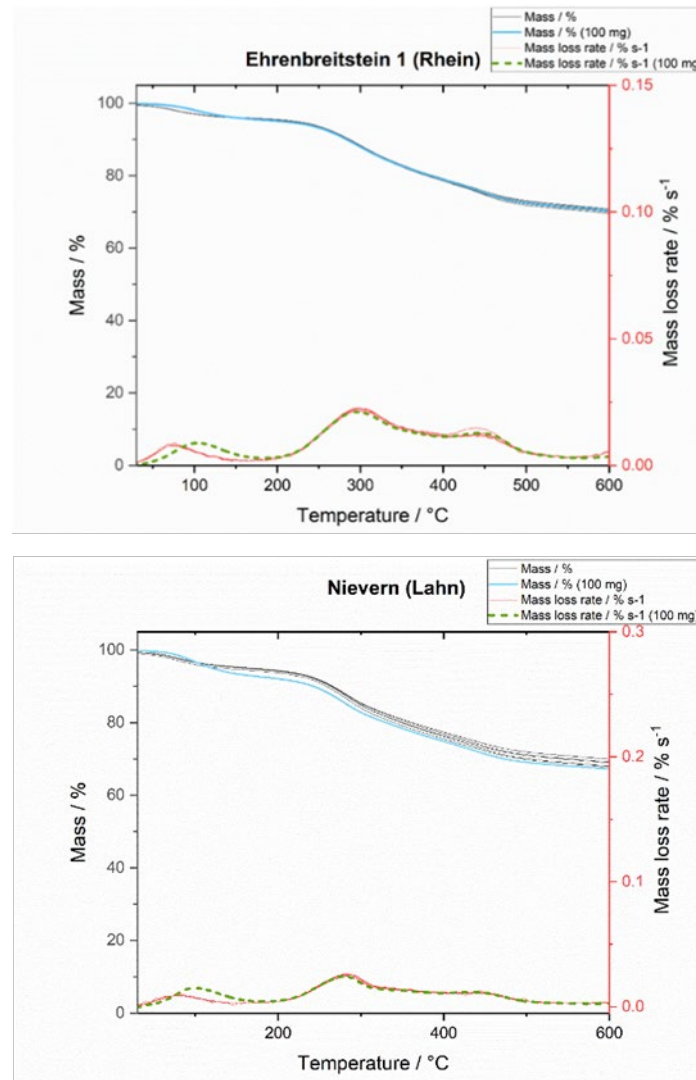 Mass / %
Mass / % (100 mg)
Mass loss rate / % s-1
Mass loss rate / % s-1 (100 mg
Ehrenbreitstein 1 (Rhein)
100
80
60
40
20
0
Mass / %
0.15
0.10
0.05
0.00
Mass loss rate / % s⁻¹
100 200 300 400 500 600
Temperature / °C
Mass / %
Mass / % (100 mg)
Mass loss rate / % s-1
Mass loss rate / % s-1 (100 mg)
Nievern (Lahn)
100
80
60
40
20
0
Mass / %
0.3
0.2
0.1
0.0
Mass loss rate / % s⁻¹
200 400 600
Temperature / °C